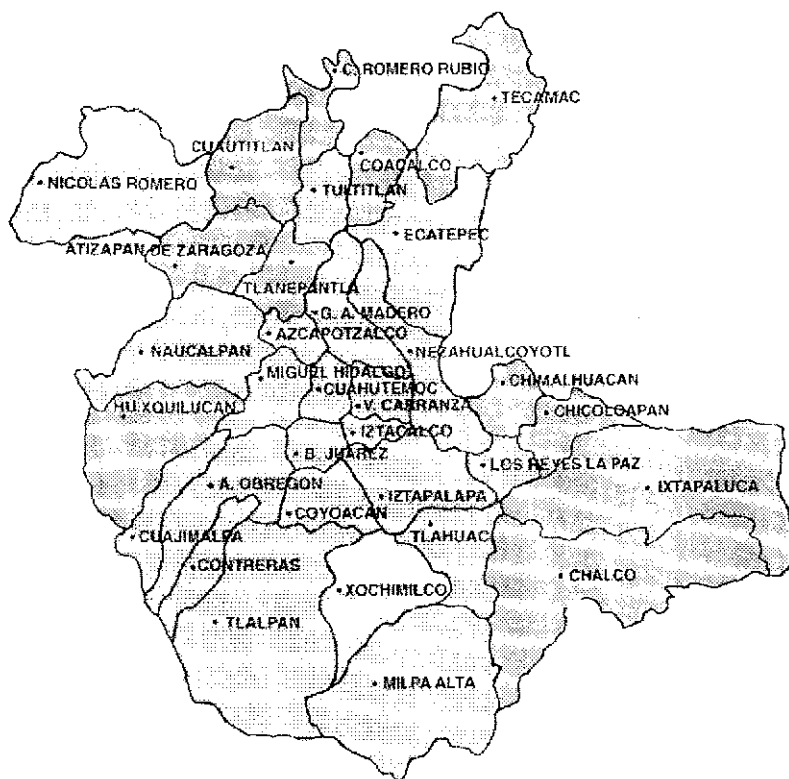 C. ROMERO RUBIO
TECAMAC
CUAUTITLAN
COACALCO
NICOLAS ROMERO
TULTITLAN
ECATEPEC
ATIZAPAN DE ZARAGOZA
TLANEPANTLA
G. A. MADERO
AZCAPOTZALCO
NAUCALPAN
NEZAHUALCOYOTL
MIGUEL HIDALGO
CUAHUTEMOC
CHIMALHUACAN
HUIXQUILUCAN
V. CARRANZA
CHICOLOAPAN
IZTACALCO
B. JUAREZ
LOS REYES LA PAZ
A. OBREGON
IZTAPALAPA
IXTAPALUCA
COYOACAN
CUAJIMALPA
TLAHUAC
CONTRERAS
CHALCO
XOCHIMILCO
TLALPAN
MILPA ALTA